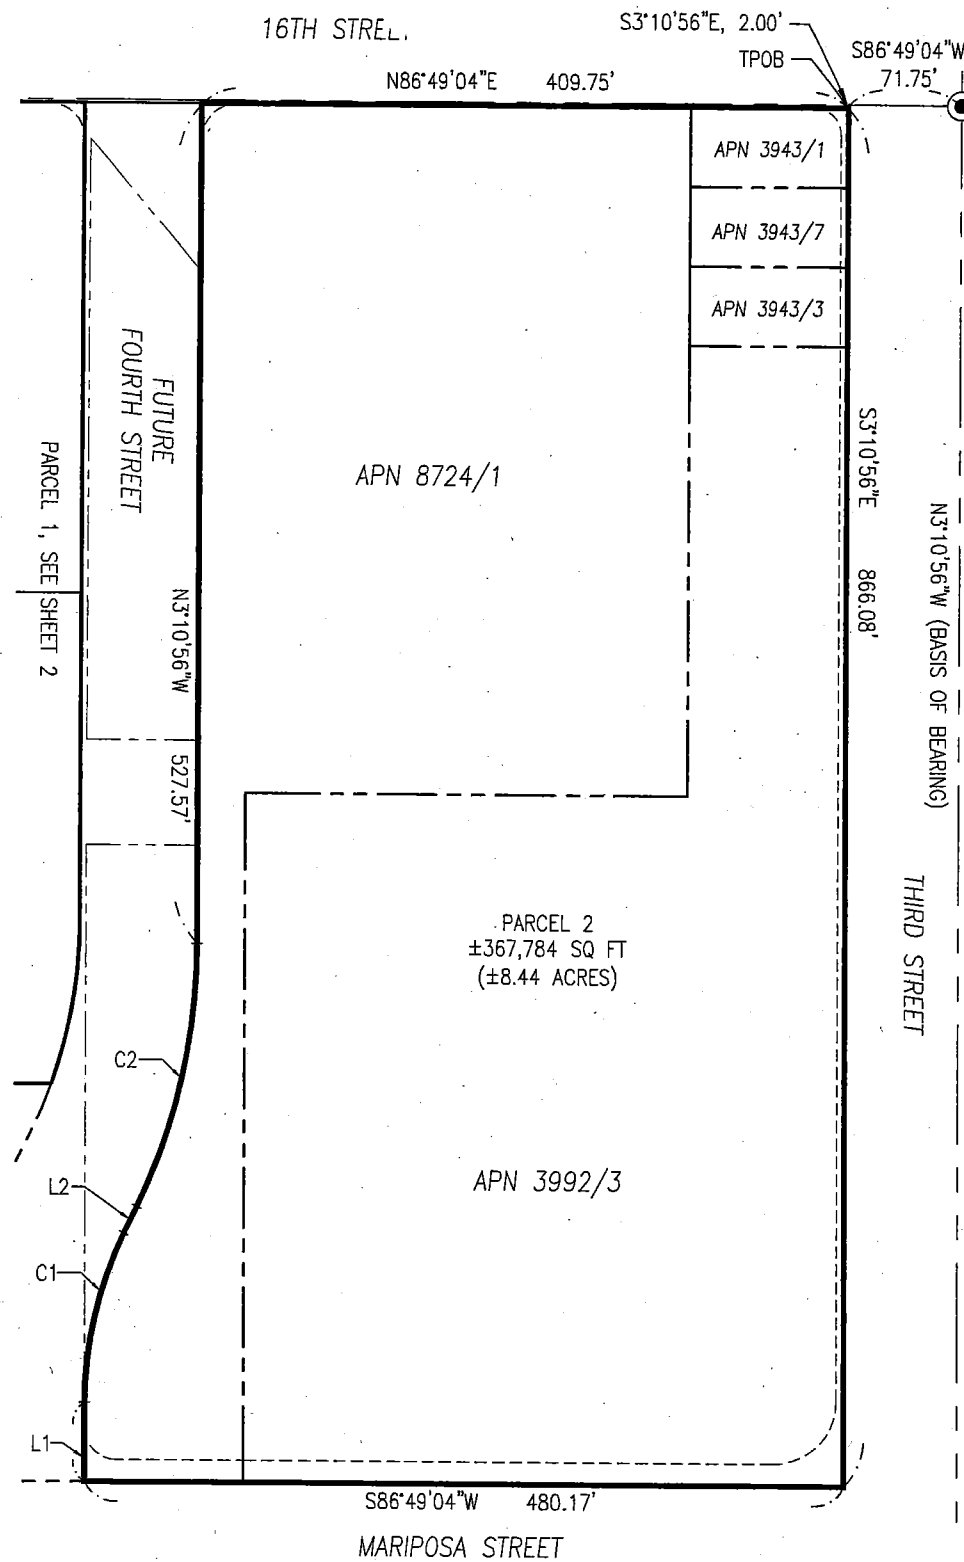 16TH STREE.
S3°10'56"E, 2.00'
TPOB
S86°49'04"W
71.75'
N86°49'04"E 409.75'
APN 3943/1
APN 3943/7
APN 3943/3
FUTURE
FOURTH STREET
APN 8724/1
PARCEL 1, SEE SHEET 2
N3°10'56"W 527.57'
S3°10'56"E 866.08'
N3°10'56"W (BASIS OF BEARING)
THIRD STREET
PARCEL 2
±367,784 SQ FT
(±8.44 ACRES)
C2
L2
APN 3992/3
C1
L1
S86°49'04"W 480.17'
MARIPOSA STREET